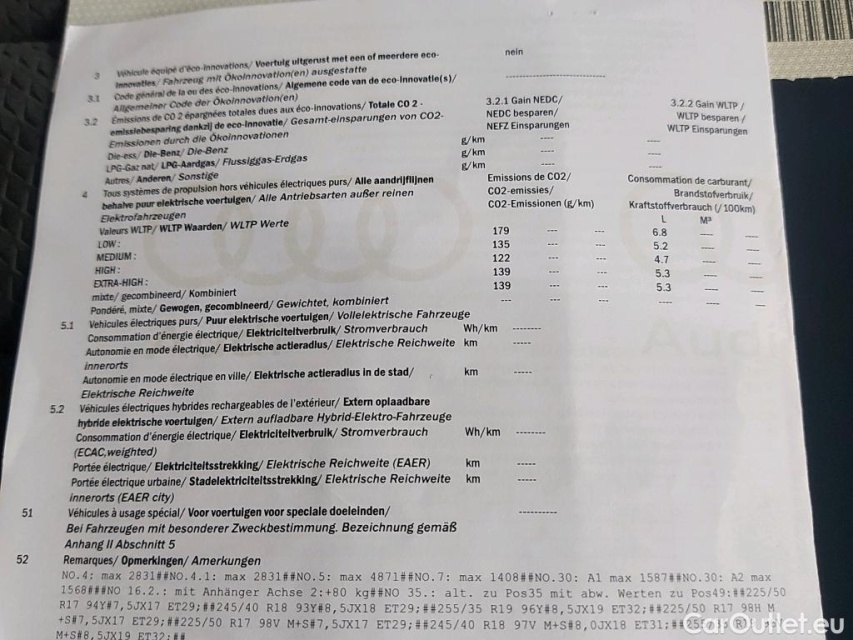 3 Véhicule équipé d'éco-innovations/ Voertuig uitgerust met een of meerdere eco- nein
innovaties/ Fahrzeug mit Ökoinnovation(en) ausgestatte
3.1 Code général de la ou des éco-innovations/ Algemene code van de eco-innovatie(s)/ --------------------
Allgemeiner Code der Ökoinnovation(en)
3.2 Émissions de CO 2 épargnées totales dues aux éco-innovations/ Totale CO 2 - 3.2.1 Gain NEDC/ 3.2.2 Gain WLTP /
emissiebesparing dankzij de eco-innovatie/ Gesamt-einsparungen von CO2- NEDC besparen/ WLTP besparen /
Emissionen durch die Ökoinnovationen NEFZ Einsparungen WLTP Einsparungen
Die-ess/ Die-Benz/ Die-Benz g/km ---- ----
LPG-Gaz nat/ LPG-Aardgas/ Flussiggas-Erdgas g/km ---- ----
Autres/ Anderen/ Sonstige g/km ---- ----
4 Tous systèmes de propulsion hors véhicules électriques purs/ Alle aandrijflijnen Emissions de CO2/ Consommation de carburant/
behalve puur elektrische voertuigen/ Alle Antriebsarten außer reinen CO2-emissies/ Brandstofverbruik/
Elektrofahrzeugen CO2-Emissionen (g/km) Kraftstoffverbrauch (/100km)
Valeurs WLTP/ WLTP Waarden/ WLTP Werte L M³
LOW : 179 --- --- 6.8 ---- ---
MEDIUM : 135 --- --- 5.2 ---- ---
HIGH : 122 --- --- 4.7 ---- ---
EXTRA-HIGH : 139 --- --- 5.3 ---- ---
mixte/ gecombineerd/ Kombiniert 139 --- --- 5.3 ---- ---
Pondéré, mixte/ Gewogen, gecombineerd/ Gewichtet, kombiniert --- --- --- ---- ---
5.1 Véhicules électriques purs/ Puur elektrische voertuigen/ Vollelektrische Fahrzeuge
Consommation d'énergie électrique/ Elektriciteitverbruik/ Stromverbrauch Wh/km --------
Autonomie en mode électrique/ Elektrische actieradius/ Elektrische Reichweite km -----
innerorts
Autonomie en mode électrique en ville/ Elektrische actieradius in de stad/ km -----
Elektrische Reichweite
5.2 Véhicules électriques hybrides rechargeables de l'extérieur/ Extern oplaadbare
hybride elektrische voertuigen/ Extern aufladbare Hybrid-Elektro-Fahrzeuge
Consommation d'énergie électrique/ Elektriciteitverbruik/ Stromverbrauch Wh/km --------
(ECAC,weighted)
Portée électrique/ Elektriciteitsstrekking/ Elektrische Reichweite (EAER) km -----
Portée électrique urbaine/ Stadelektriciteitsstrekking/ Elektrische Reichweite km -----
innerorts (EAER city)
51 Véhicules à usage spécial/ Voor voertuigen voor speciale doeleinden/ ----------
Bei Fahrzeugen mit besonderer Zweckbestimmung. Bezeichnung gemäß
Anhang II Abschnitt 5
52 Remarques/ Opmerkingen/ Amerkungen
NO.4: max 2831##NO.4.1: max 2831##NO.5: max 4871##NO.7: max 1408##NO.30: A1 max 1587##NO.30: A2 max
1568###NO 16.2.: mit Anhänger Achse 2:+80 kg##NO 35.: alt. zu Pos35 mit abw. Werten zu Pos49:##225/50
R17 94Y#7,5JX17 ET29;##245/40 R18 93Y#8,5JX18 ET29;##255/35 R19 96Y#8,5JX19 ET32;##225/50 R17 98H M
+S#7,5JX17 ET29;##225/50 R17 98V M+S#7,5JX17 ET29;##245/40 R18 97V M+S#8,0JX18 ET31;##
M+S#8,5JX19 ET32;##
CarOutlet.eu